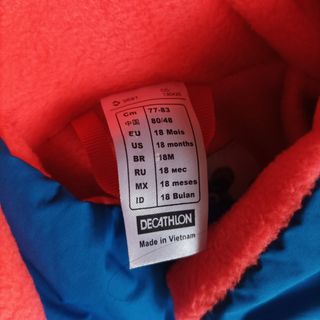 Cm 77-83
中国 80/48
EU 18 Mois
US 18 months
BR 18M
RU 18 мес
MX 18 meses
ID 18 Bulan
DECATHLON
Made in Vietnam